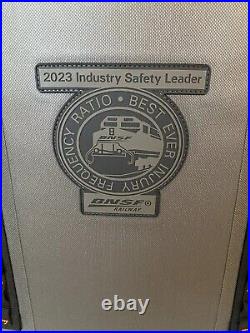 2023 Industry Safety Leader
FREQUENCY RATIO • BEST EVER INJURY
BNSF
BNSF®
RAILWAY